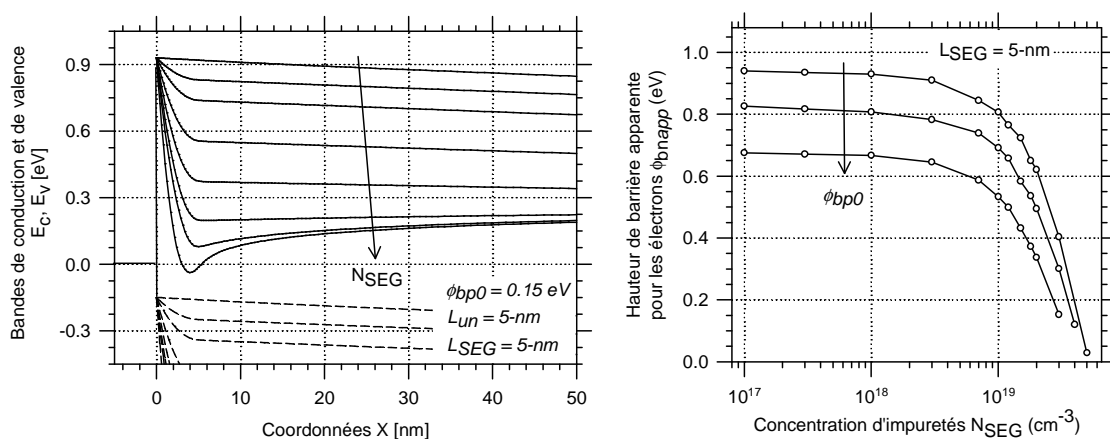 Bandes de conduction et de valence
E_C, E_V [eV]
0.9
0.6
0.3
0.0
-0.3
N_SEG
ϕ_bp0 = 0.15 eV
L_un = 5-nm
L_SEG = 5-nm
0 10 20 30 40 50
Coordonnées X [nm]
Hauteur de barrière apparente
pour les électrons ϕ_bnapp (eV)
1.0
0.8
0.6
0.4
0.2
0.0
L_SEG = 5-nm
ϕ_bp0
10^17 10^18 10^19
Concentration d'impuretés N_SEG (cm^-3)